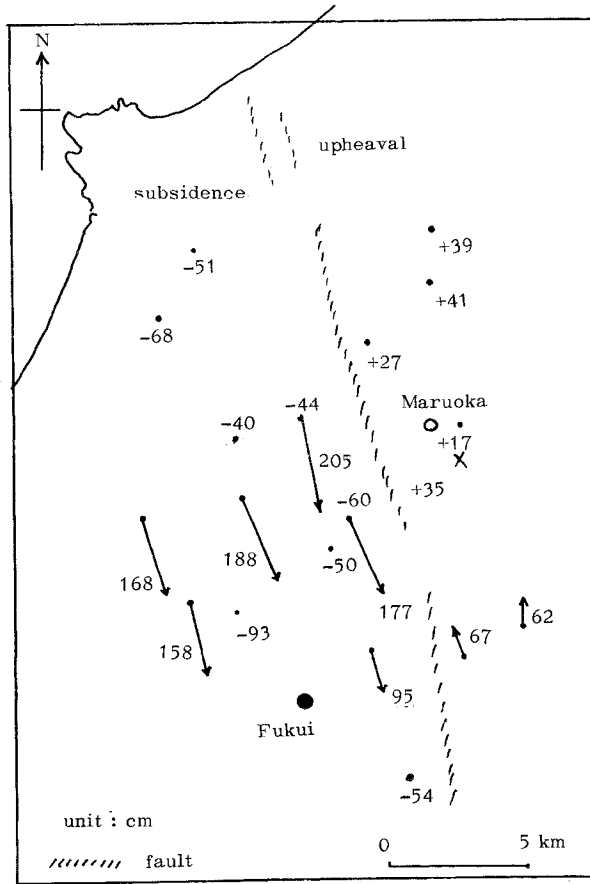 N
upheaval
subsidence
+39
-51
+41
-68
+27
-44
Maruoka
-40
+17
205
+35
-60
188
-50
168
177
62
67
158
-93
95
Fukui
-54
unit : cm
0 5 km
fault